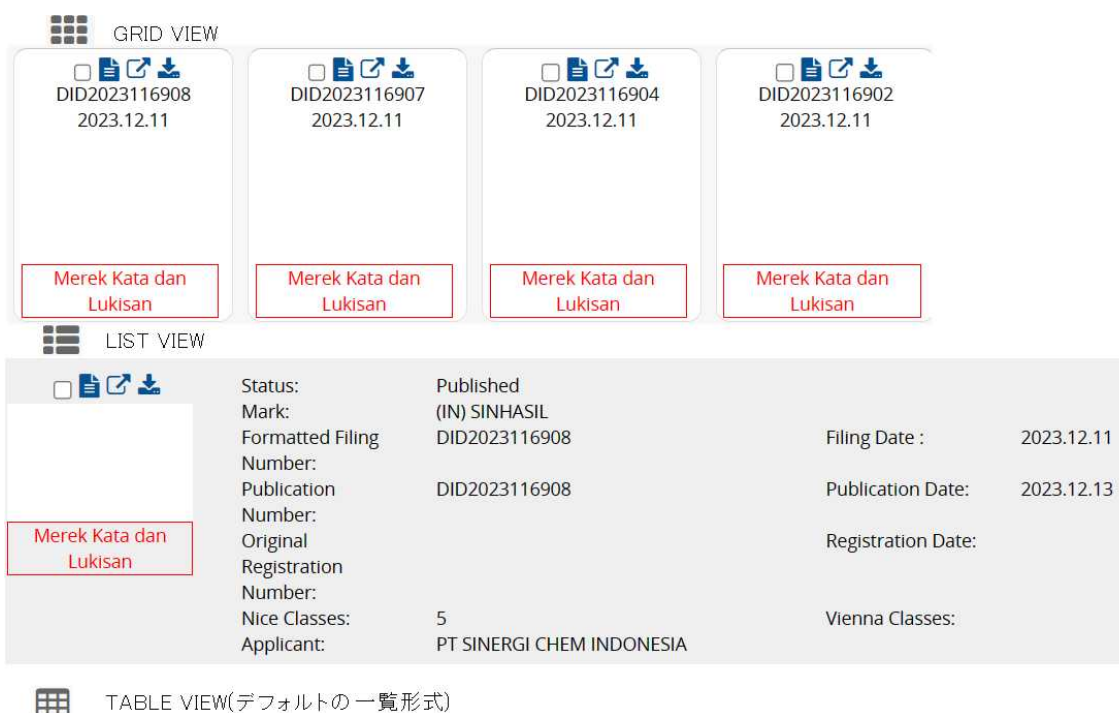 GRID VIEW
DID2023116908
2023.12.11
Merek Kata dan
Lukisan
DID2023116907
2023.12.11
Merek Kata dan
Lukisan
DID2023116904
2023.12.11
Merek Kata dan
Lukisan
DID2023116902
2023.12.11
Merek Kata dan
Lukisan
LIST VIEW
Merek Kata dan
Lukisan
Status: Published
Mark: (IN) SINHASIL
Formatted Filing DID2023116908 Filing Date : 2023.12.11
Number:
Publication DID2023116908 Publication Date: 2023.12.13
Number:
Original Registration Date:
Registration
Number:
Nice Classes: 5 Vienna Classes:
Applicant: PT SINERGI CHEM INDONESIA
TABLE VIEW(デフォルトの一覧形式)